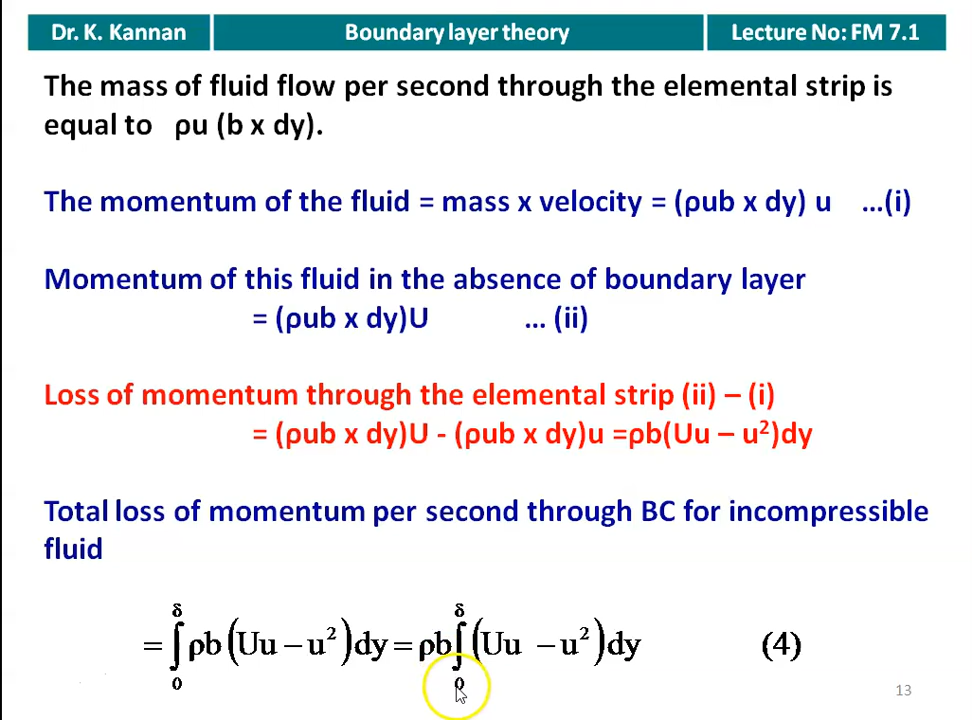 Dr. K. Kannan
Boundary layer theory
Lecture No: FM 7.1
The mass of fluid flow per second through the elemental strip is
equal to ρu (b x dy).
The momentum of the fluid = mass x velocity = (ρub x dy) u …(i)
Momentum of this fluid in the absence of boundary layer
= (ρub x dy)U … (ii)
Loss of momentum through the elemental strip (ii) – (i)
= (ρub x dy)U - (ρub x dy)u =ρb(Uu – u²)dy
Total loss of momentum per second through BC for incompressible
fluid
= ∫₀^δ ρb (Uu − u²) dy = ρb ∫₀^δ (Uu − u²) dy (4)
13